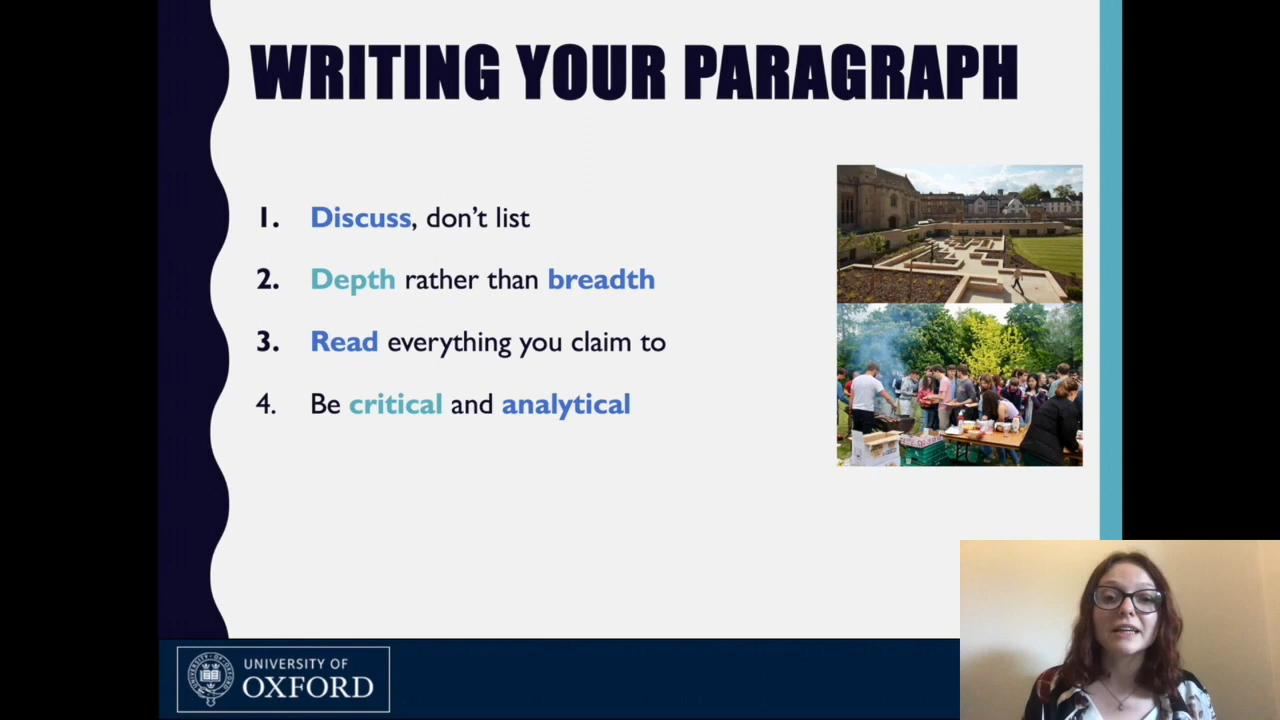 WRITING YOUR PARAGRAPH
1. Discuss, don't list
2. Depth rather than breadth
3. Read everything you claim to
4. Be critical and analytical
UNIVERSITY OF
OXFORD